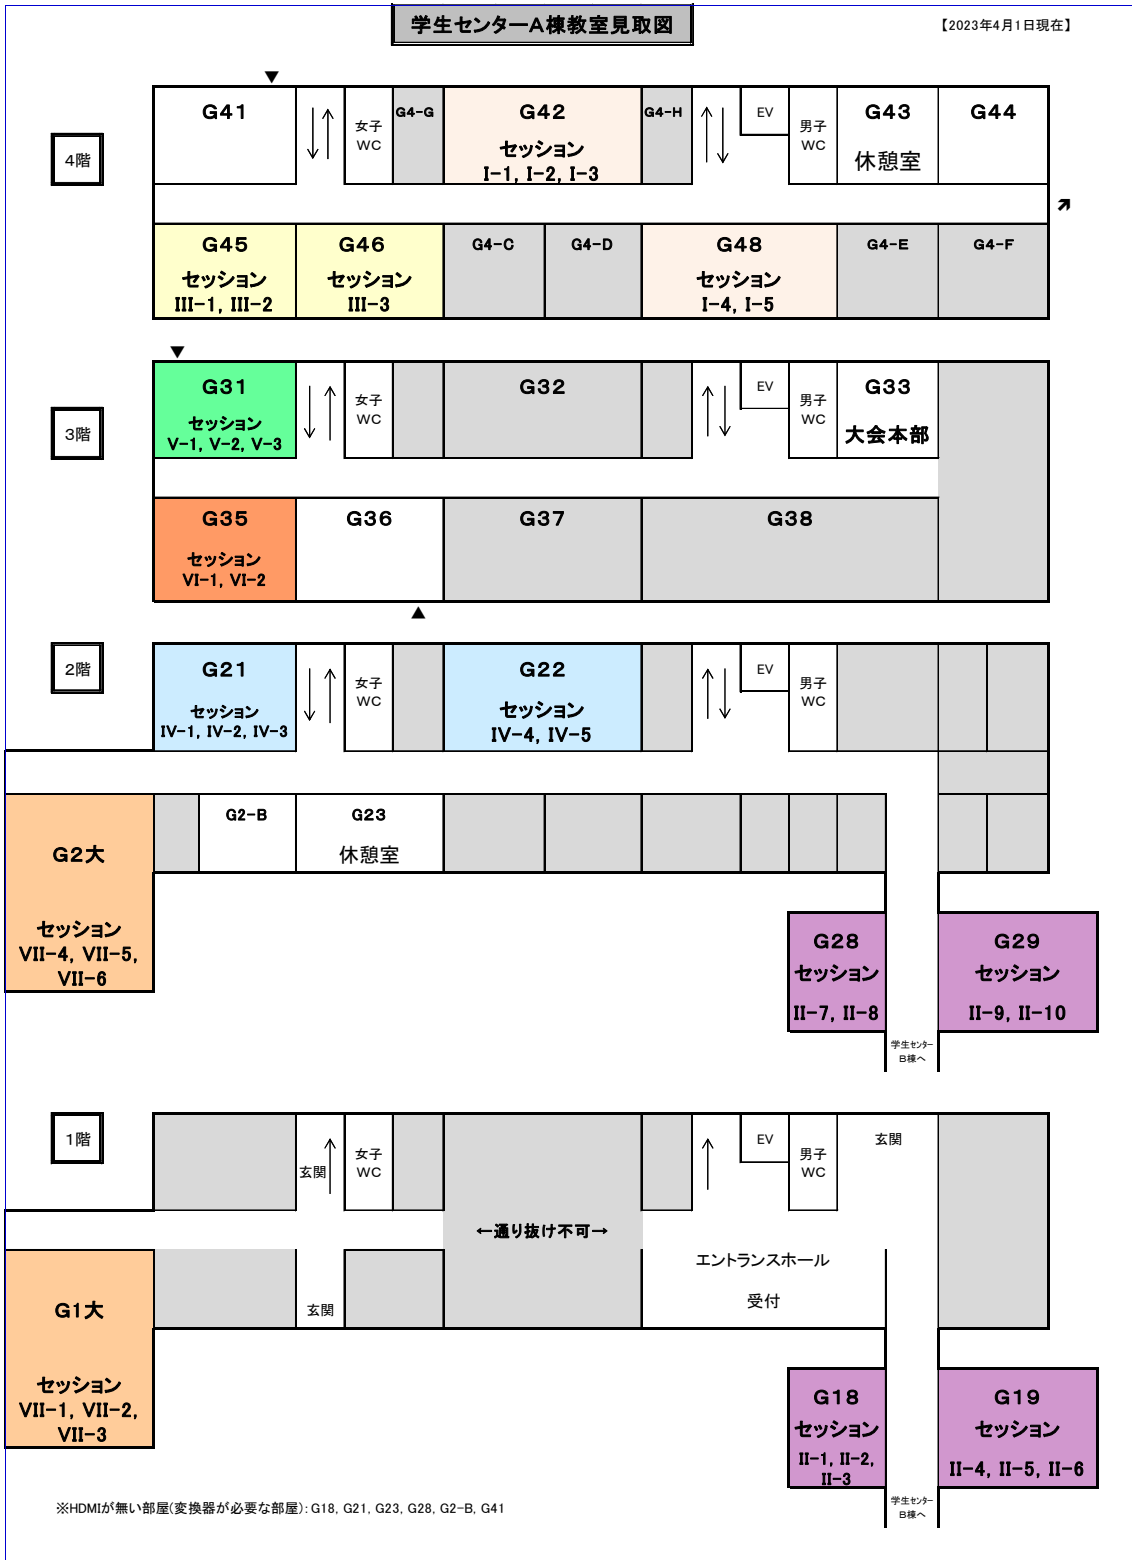 学生センターA棟教室見取図
【2023年4月1日現在】
4階
G41
女子
WC
G4-G
G42
セッション
I-1, I-2, I-3
G4-H
EV
男子
WC
G43
休憩室
G44
G45
セッション
III-1, III-2
G46
セッション
III-3
G4-C
G4-D
G48
セッション
I-4, I-5
G4-E
G4-F
3階
G31
セッション
V-1, V-2, V-3
女子
WC
G32
EV
男子
WC
G33
大会本部
G35
セッション
VI-1, VI-2
G36
G37
G38
2階
G21
セッション
IV-1, IV-2, IV-3
女子
WC
G22
セッション
IV-4, IV-5
EV
男子
WC
G2大
セッション
VII-4, VII-5,
VII-6
G2-B
G23
休憩室
G28
セッション
II-7, II-8
G29
セッション
II-9, II-10
学生センター
B棟へ
1階
玄関
女子
WC
EV
男子
WC
玄関
←通り抜け不可→
エントランスホール
受付
玄関
G1大
セッション
VII-1, VII-2,
VII-3
G18
セッション
II-1, II-2,
II-3
G19
セッション
II-4, II-5, II-6
学生センター
B棟へ
※HDMIが無い部屋(変換器が必要な部屋): G18, G21, G23, G28, G2-B, G41